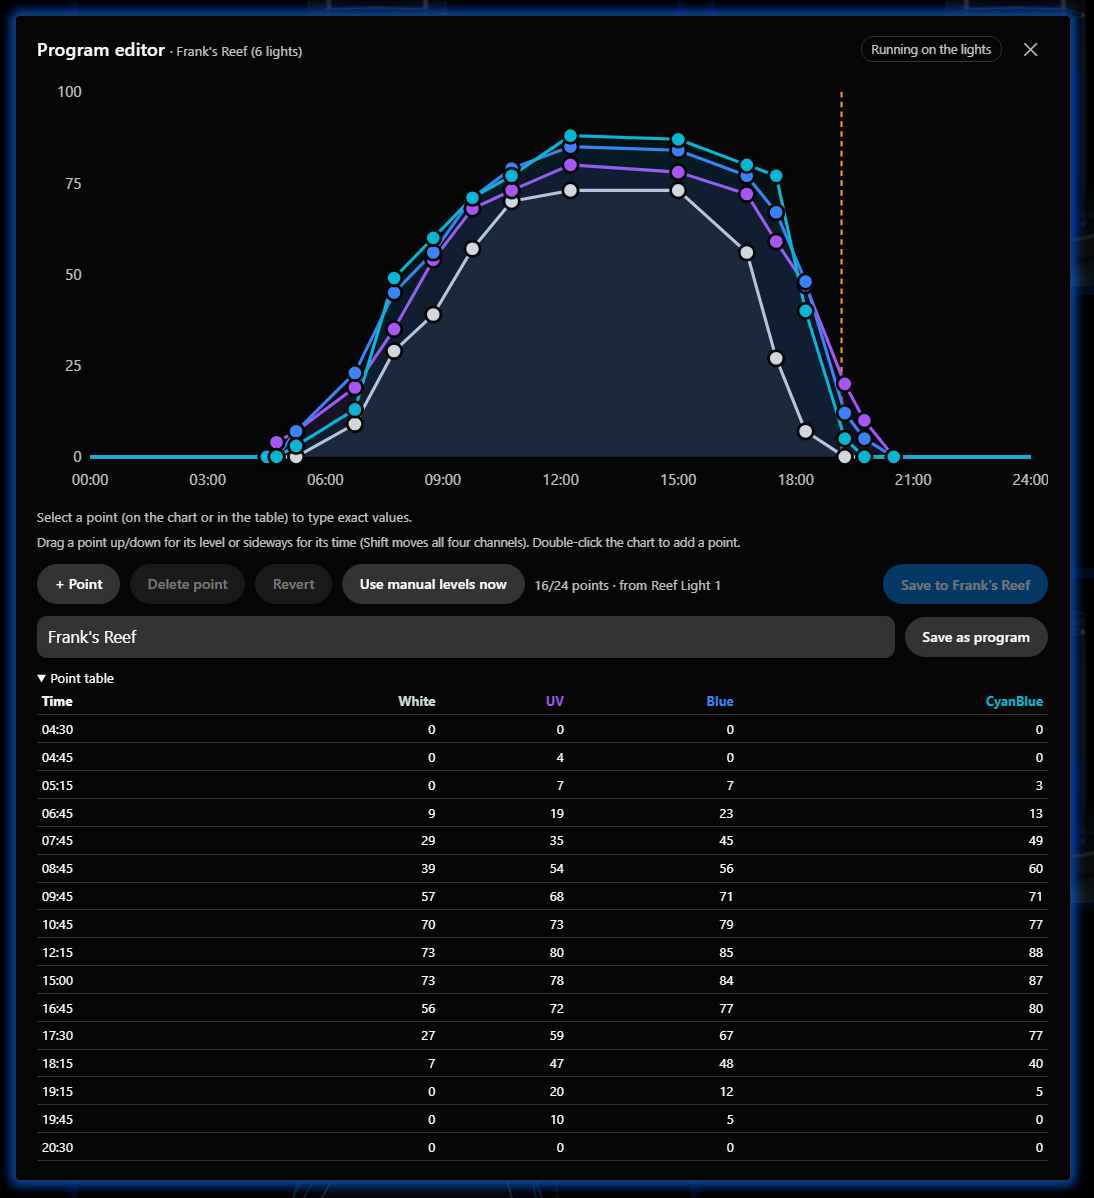 Program editor · Frank's Reef (6 lights)
Running on the lights
100
75
50
25
0
00:00 03:00 06:00 09:00 12:00 15:00 18:00 21:00 24:00
Select a point (on the chart or in the table) to type exact values.
Drag a point up/down for its level or sideways for its time (Shift moves all four channels). Double-click the chart to add a point.
+ Point Delete point Revert Use manual levels now 16/24 points · from Reef Light 1 Save to Frank's Reef
Frank's Reef Save as program
▼ Point table
Time White UV Blue CyanBlue
04:30 0 0 0 0
04:45 0 4 0 0
05:15 0 7 7 3
06:45 9 19 23 13
07:45 29 35 45 49
08:45 39 54 56 60
09:45 57 68 71 71
10:45 70 73 79 77
12:15 73 80 85 88
15:00 73 78 84 87
16:45 56 72 77 80
17:30 27 59 67 77
18:15 7 47 48 40
19:15 0 20 12 5
19:45 0 10 5 0
20:30 0 0 0 0